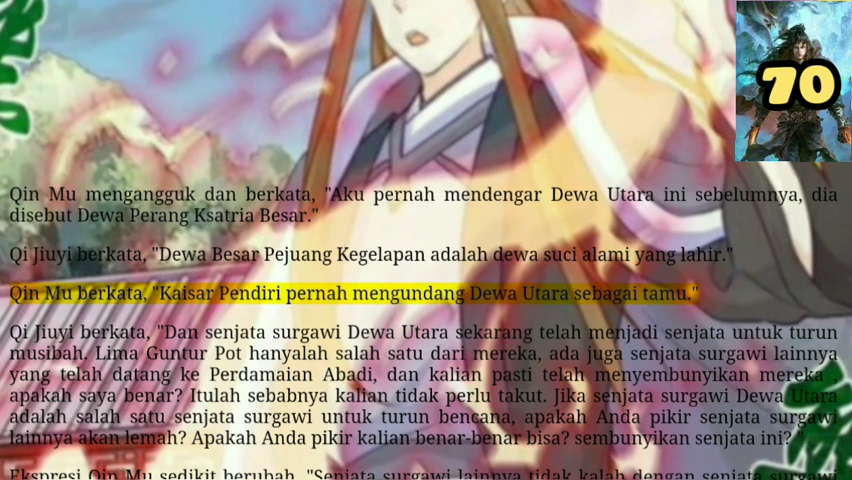 70
Qin Mu mengangguk dan berkata, "Aku pernah mendengar Dewa Utara ini sebelumnya, dia
disebut Dewa Perang Ksatria Besar."
Qi Jiuyi berkata, "Dewa Besar Pejuang Kegelapan adalah dewa suci alami yang lahir."
Qin Mu berkata, "Kaisar Pendiri pernah mengundang Dewa Utara sebagai tamu."
Qi Jiuyi berkata, "Dan senjata surgawi Dewa Utara sekarang telah menjadi senjata untuk turun
musibah. Lima Guntur Pot hanyalah salah satu dari mereka, ada juga senjata surgawi lainnya
yang telah datang ke Perdamaian Abadi, dan kalian pasti telah menyembunyikan mereka ,
apakah saya benar? Itulah sebabnya kalian tidak perlu takut. Jika senjata surgawi Dewa Utara
adalah salah satu senjata surgawi untuk turun bencana, apakah Anda pikir senjata surgawi
lainnya akan lemah? Apakah Anda pikir kalian benar-benar bisa? sembunyikan senjata ini? "
Ekspresi Qin Mu sedikit berubah. "Senjata surgawi lainnya tidak kalah dengan senjata surgawi